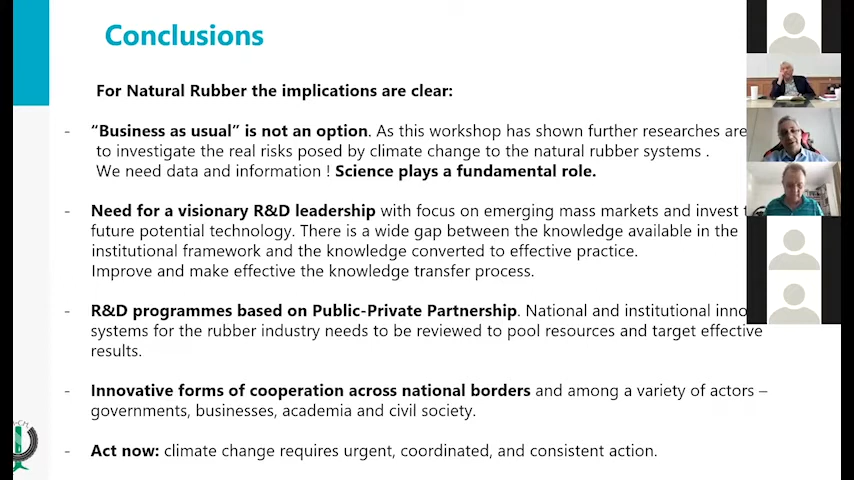 Conclusions
For Natural Rubber the implications are clear:
- “Business as usual” is not an option. As this workshop has shown further researches are
to investigate the real risks posed by climate change to the natural rubber systems .
We need data and information ! Science plays a fundamental role.
- Need for a visionary R&D leadership with focus on emerging mass markets and invest
future potential technology. There is a wide gap between the knowledge available in the
institutional framework and the knowledge converted to effective practice.
Improve and make effective the knowledge transfer process.
- R&D programmes based on Public-Private Partnership. National and institutional inno
systems for the rubber industry needs to be reviewed to pool resources and target effective
results.
- Innovative forms of cooperation across national borders and among a variety of actors –
governments, businesses, academia and civil society.
- Act now: climate change requires urgent, coordinated, and consistent action.